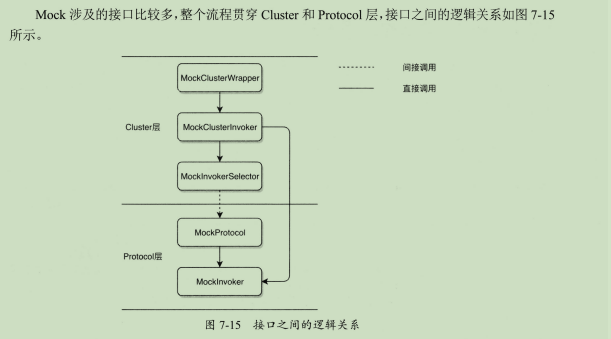 Mock 涉及的接口比较多，整个流程贯穿 Cluster 和 Protocol 层，接口之间的逻辑关系如图 7-15
所示。
MockClusterWrapper
间接调用
直接调用
Cluster层
MockClusterInvoker
MockInvokerSelector
MockProtocol
Protocol层
MockInvoker
图 7-15 接口之间的逻辑关系